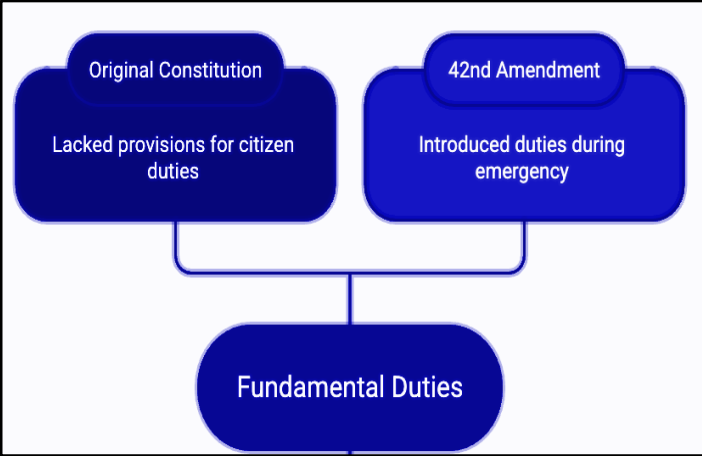 Original Constitution
Lacked provisions for citizen
duties
42nd Amendment
Introduced duties during
emergency
Fundamental Duties